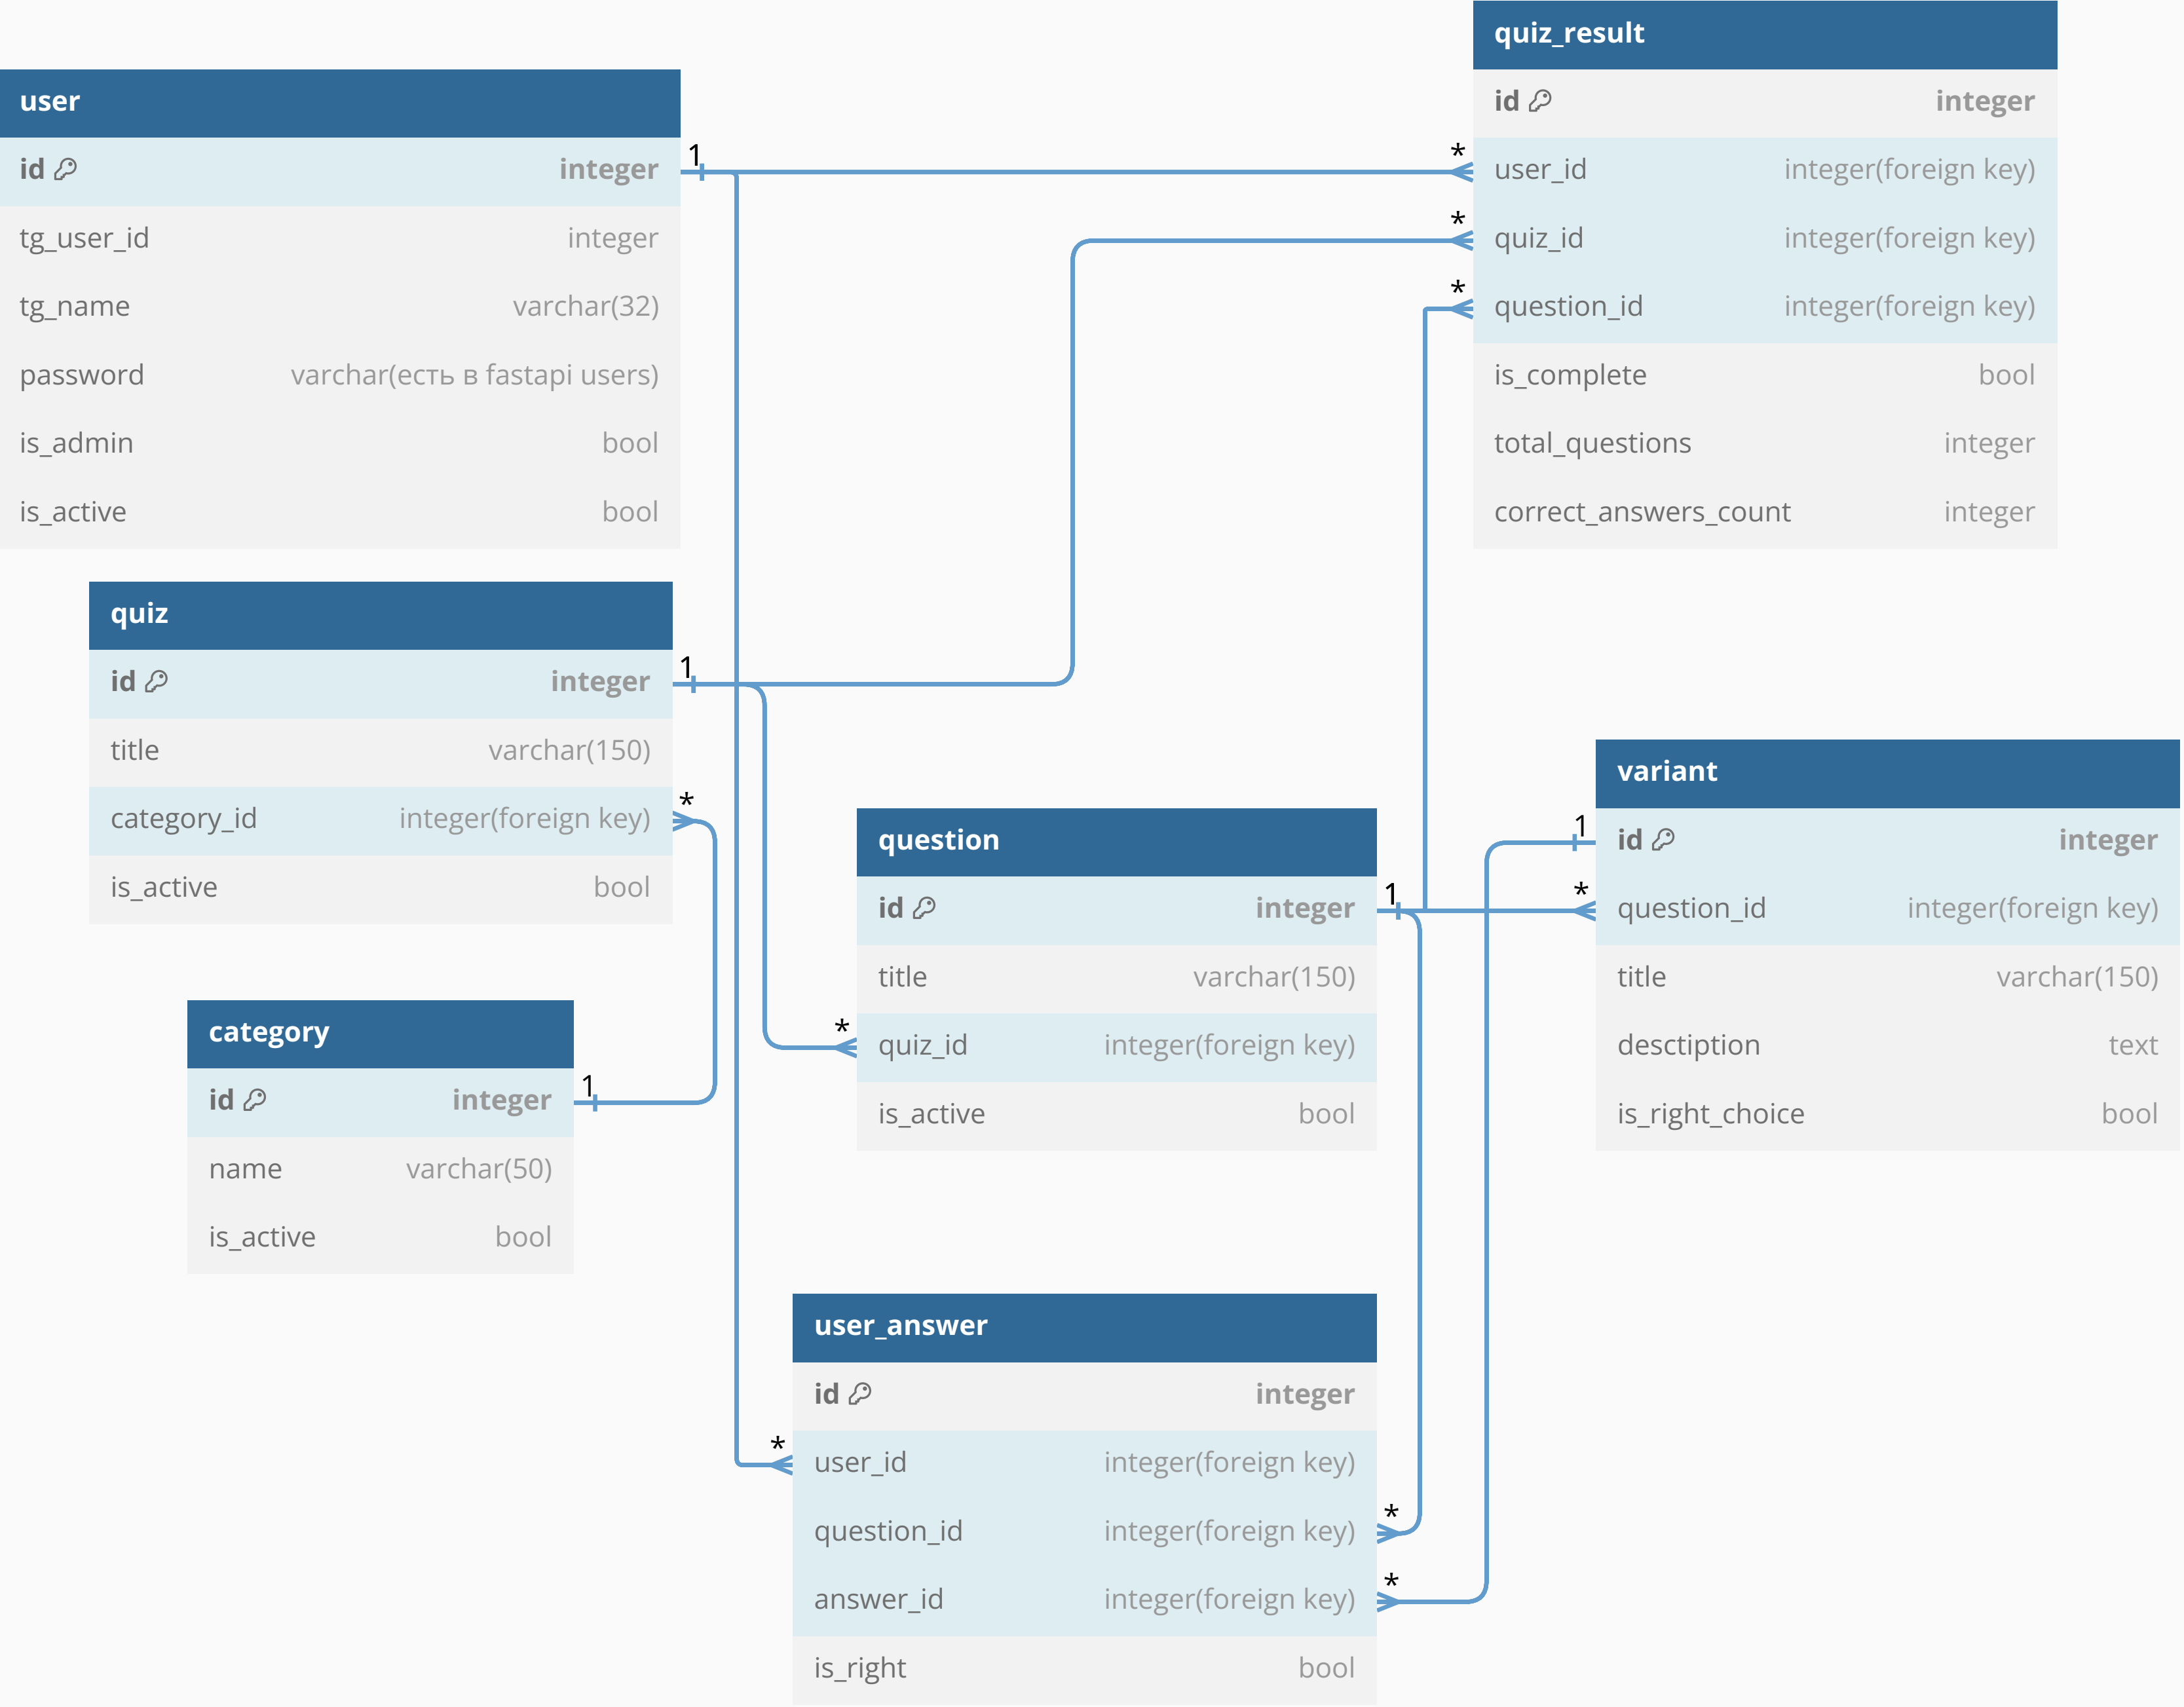 user
id integer
tg_user_id integer
tg_name varchar(32)
password varchar(есть в fastapi users)
is_admin bool
is_active bool
1
quiz_result
id integer
* user_id integer(foreign key)
* quiz_id integer(foreign key)
* question_id integer(foreign key)
is_complete bool
total_questions integer
correct_answers_count integer
quiz
id integer 1
title varchar(150)
category_id integer(foreign key) *
is_active bool
category
id integer 1
name varchar(50)
is_active bool
question
id integer 1
title varchar(150)
* quiz_id integer(foreign key)
is_active bool
variant
1 id integer
* question_id integer(foreign key)
title varchar(150)
desctiption text
is_right_choice bool
user_answer
id integer
* user_id integer(foreign key)
question_id integer(foreign key) *
answer_id integer(foreign key) *
is_right bool